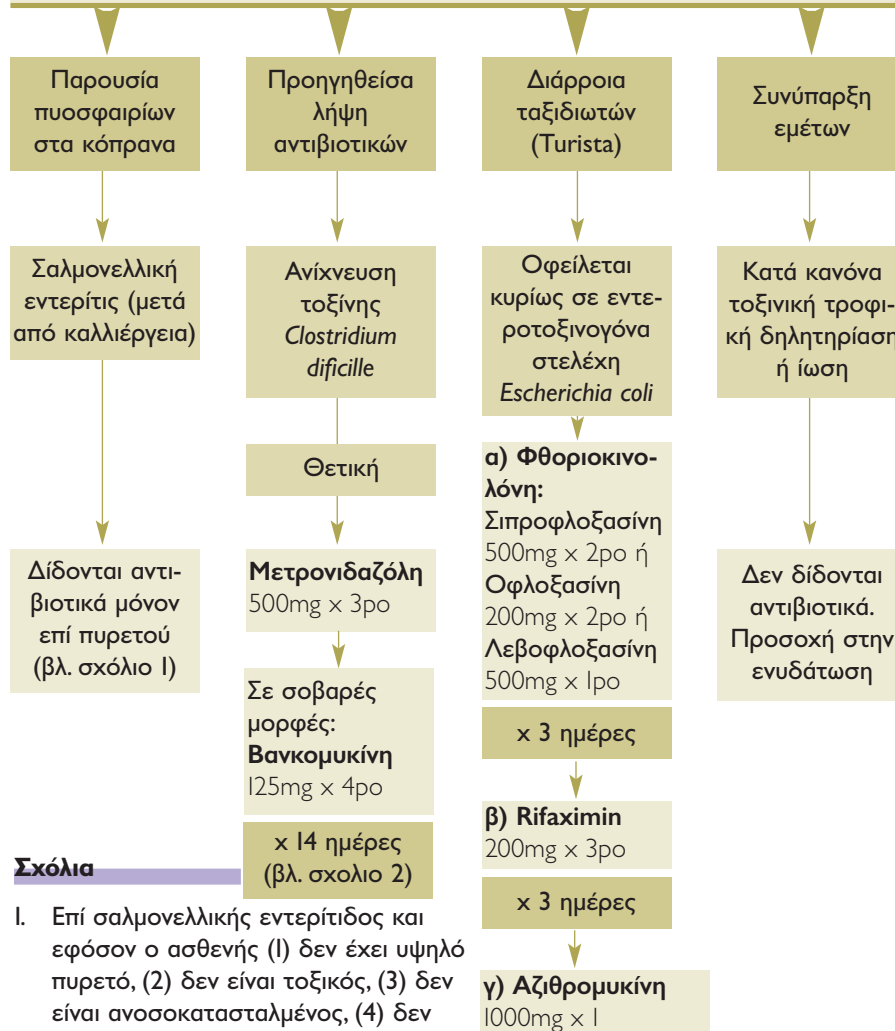 Παρουσία
πυοσφαιρίων
στα κόπρανα
Σαλμονελλική
εντερίτις (μετά
από καλλιέργεια)
Δίδονται αντι-
βιοτικά μόνον
επί πυρετού
(βλ. σχόλιο 1)
Προηγηθείσα
λήψη
αντιβιοτικών
Ανίχνευση
τοξίνης
Clostridium
dificille
Θετική
Μετρονιδαζόλη
500mg x 3po
Σε σοβαρές
μορφές:
Βανκομυκίνη
125mg x 4po
x 14 ημέρες
(βλ. σχολιο 2)
Διάρροια
ταξιδιωτών
(Turista)
Οφείλεται
κυρίως σε εντε-
ροτοξινογόνα
στελέχη
Escherichia coli
α) Φθοριοκινο-
λόνη:
Σιπροφλοξασίνη
500mg x 2po ή
Οφλοξασίνη
200mg x 2po ή
Λεβοφλοξασίνη
500mg x 1po
x 3 ημέρες
β) Rifaximin
200mg x 3po
x 3 ημέρες
γ) Αζιθρομυκίνη
1000mg x 1
Συνύπαρξη
εμέτων
Κατά κανόνα
τοξινική τροφι-
κή δηλητηρίαση
ή ίωση
Δεν δίδονται
αντιβιοτικά.
Προσοχή στην
ενυδάτωση
Σχόλια
1. Επί σαλμονελλικής εντερίτιδος και
εφόσον ο ασθενής (1) δεν έχει υψηλό
πυρετό, (2) δεν είναι τοξικός, (3) δεν
είναι ανοσοκατασταλμένος, (4) δεν